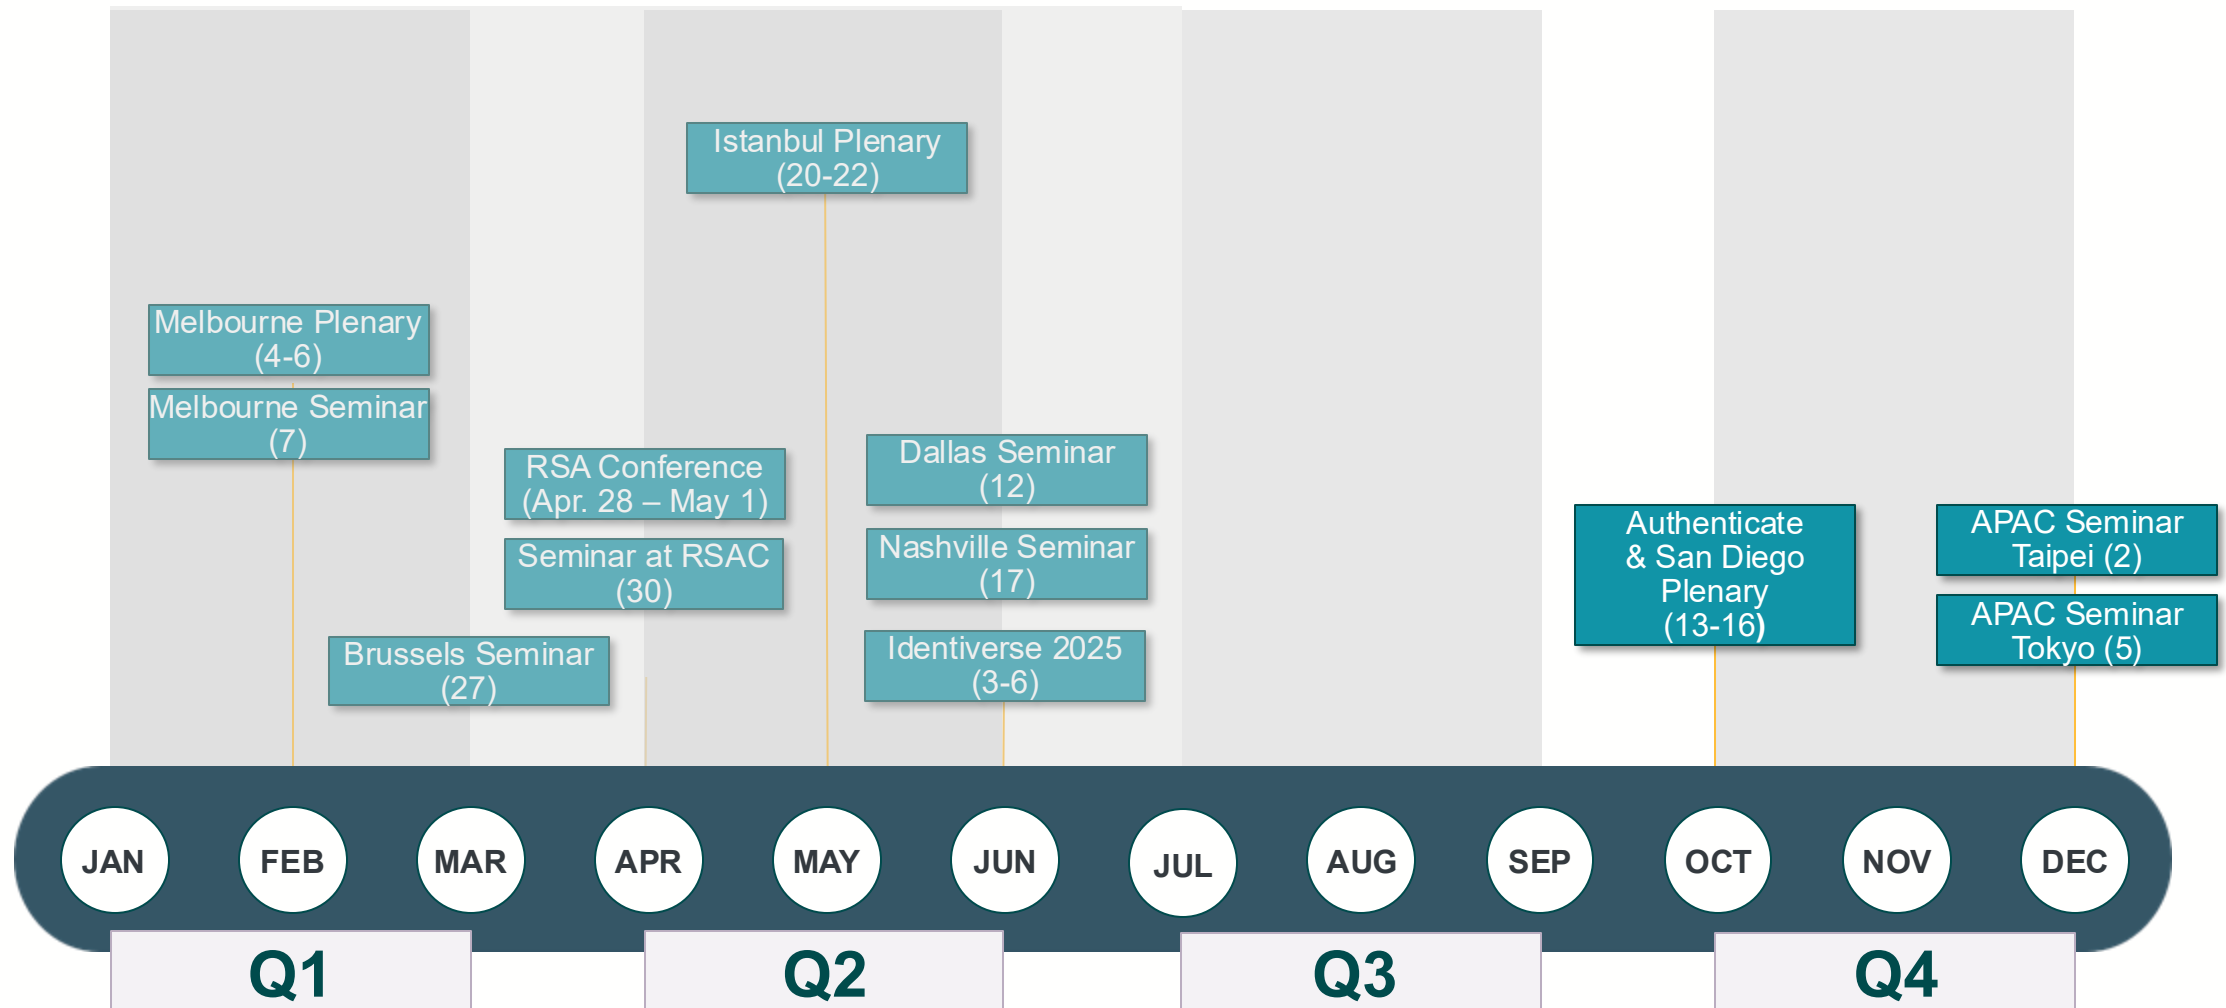 Istanbul Plenary
(20-22)
Melbourne Plenary
(4-6)
Melbourne Seminar
(7)
RSA Conference
(Apr. 28 – May 1)
Seminar at RSAC
(30)
Brussels Seminar
(27)
Dallas Seminar
(12)
Nashville Seminar
(17)
Identiverse 2025
(3-6)
Authenticate
& San Diego
Plenary
(13-16)
APAC Seminar
Taipei (2)
APAC Seminar
Tokyo (5)
JAN
FEB
MAR
APR
MAY
JUN
JUL
AUG
SEP
OCT
NOV
DEC
Q1
Q2
Q3
Q4